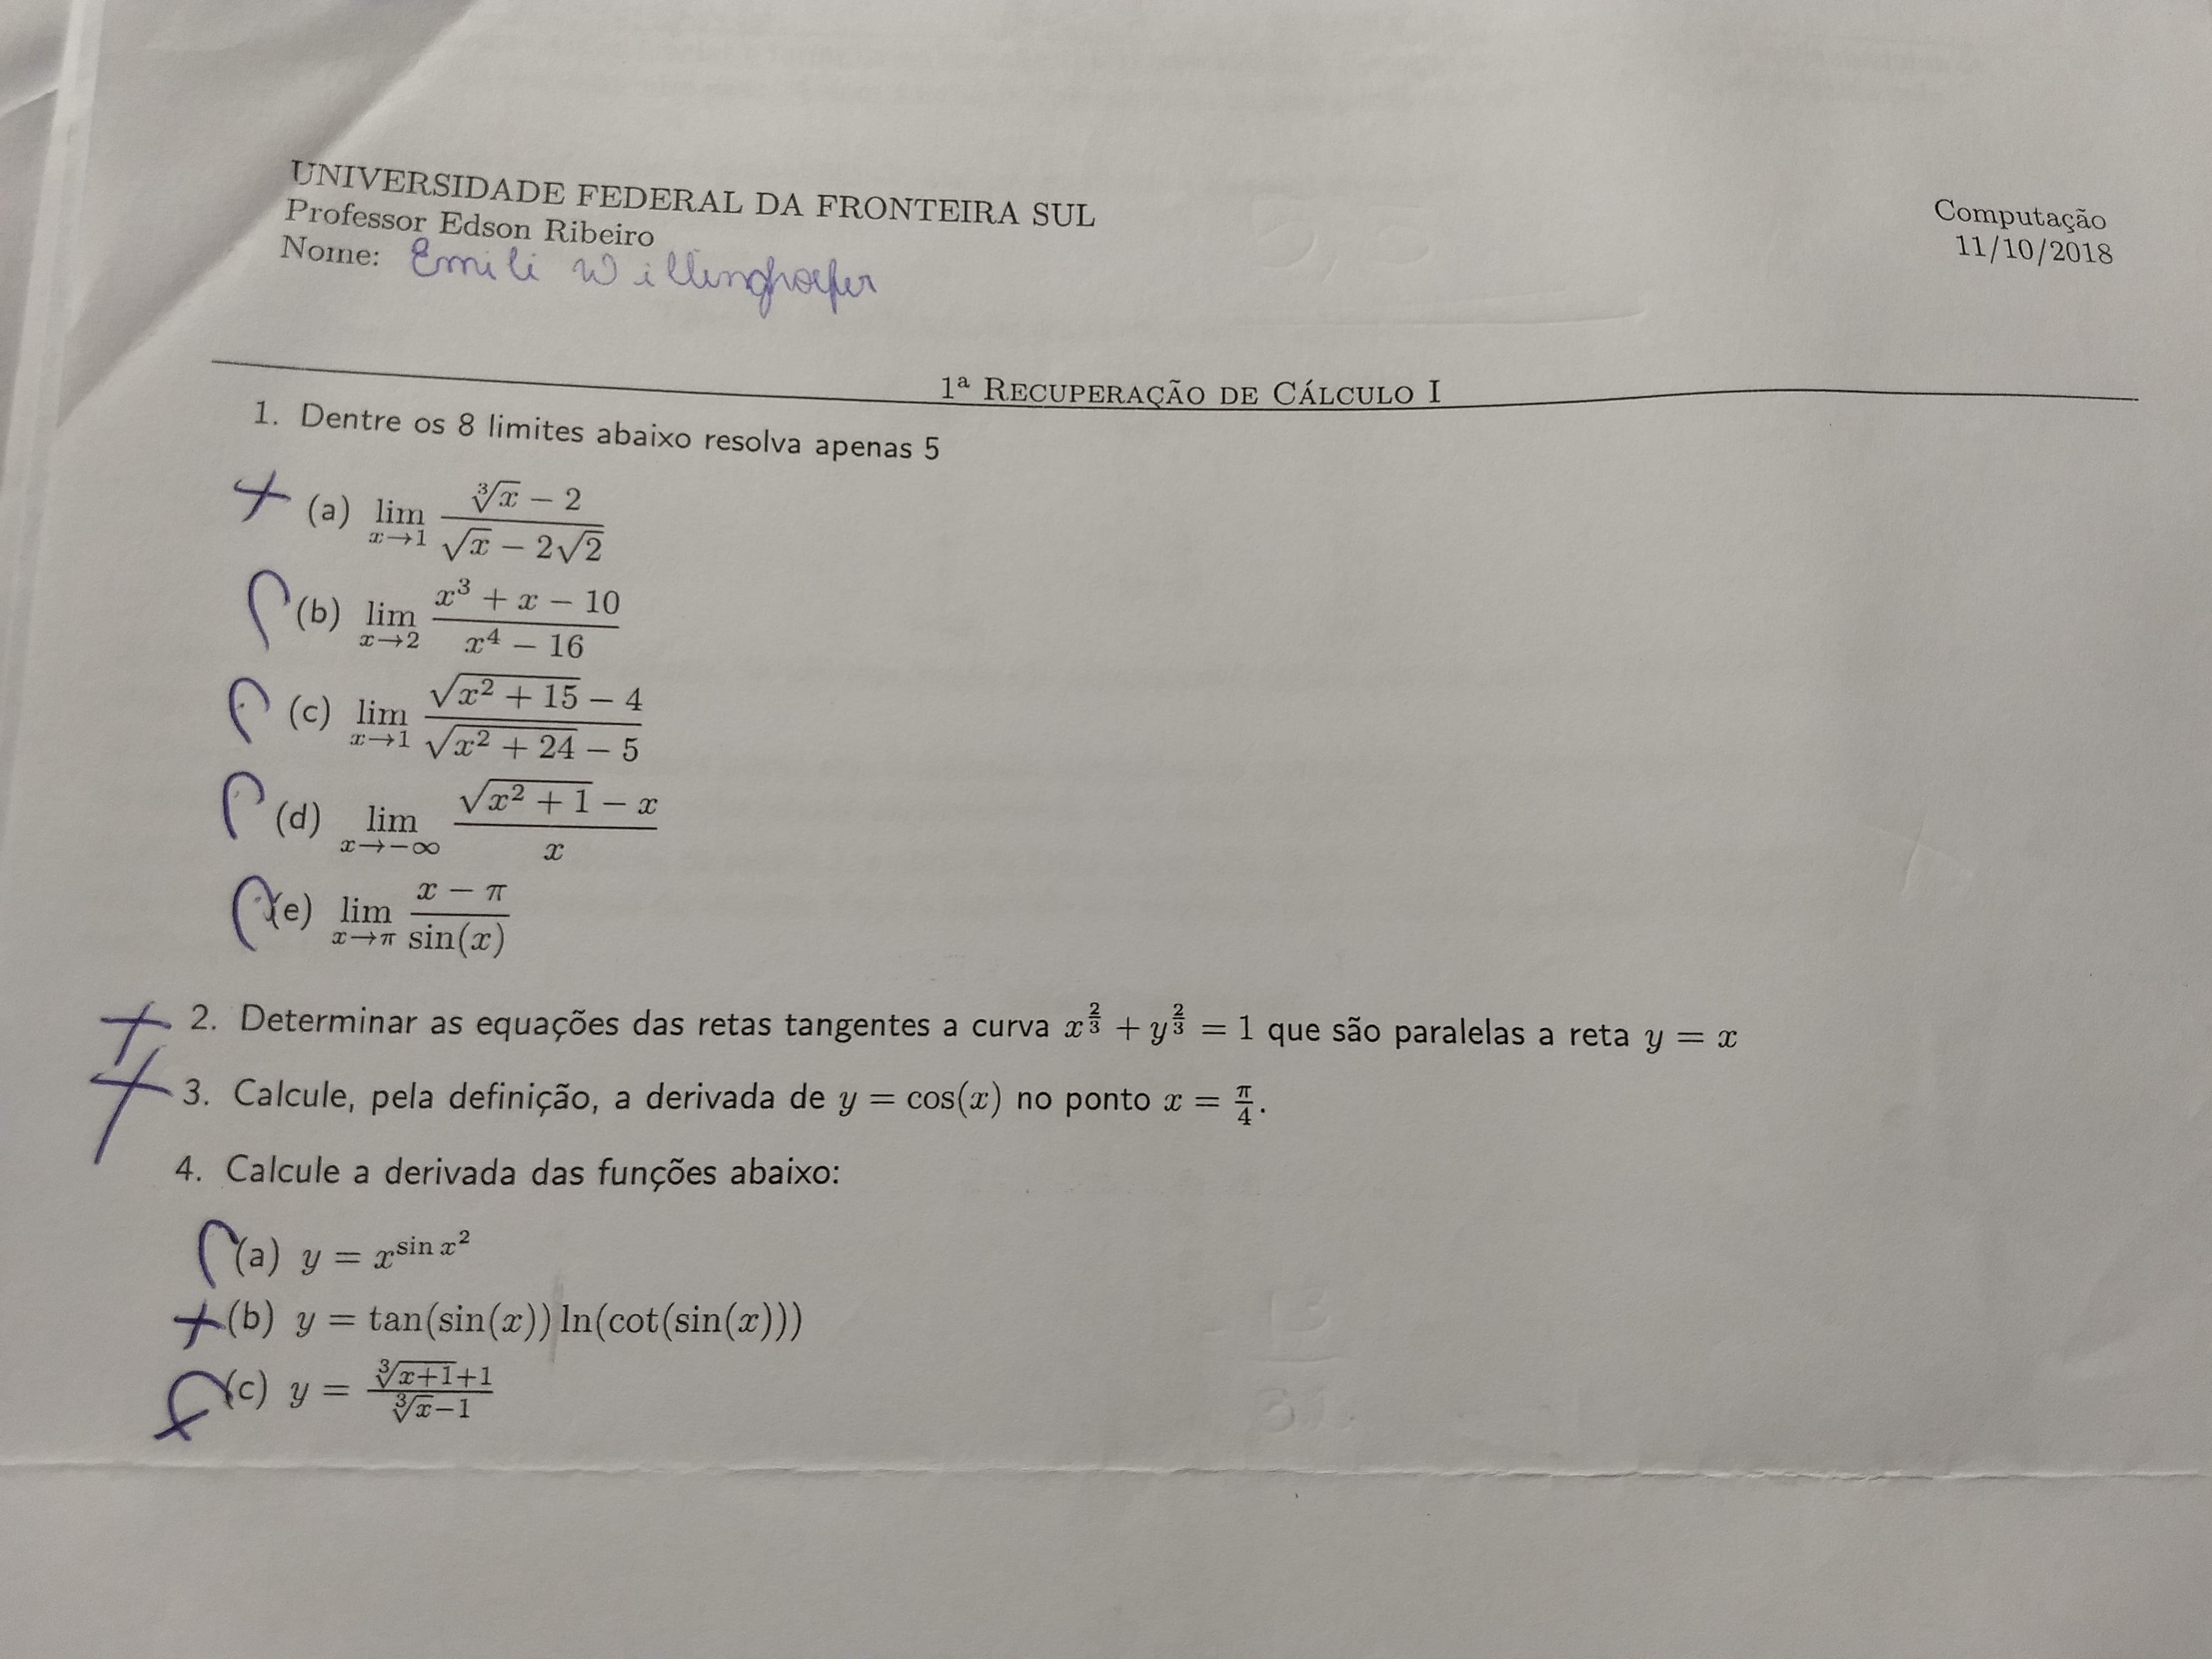 UNIVERSIDADE FEDERAL DA FRONTEIRA SUL
Professor Edson Ribeiro
Nome: Emili Willinghoefer
Computação
11/10/2018
1ª RECUPERAÇÃO DE CÁLCULO I
1. Dentre os 8 limites abaixo resolva apenas 5
(a) $\lim_{x \to 1} \frac{\sqrt[3]{x} - 2}{\sqrt{x} - 2\sqrt{2}}$
(b) $\lim_{x \to 2} \frac{x^3 + x - 10}{x^4 - 16}$
(c) $\lim_{x \to 1} \frac{\sqrt{x^2 + 15} - 4}{\sqrt{x^2 + 24} - 5}$
(d) $\lim_{x \to -\infty} \frac{\sqrt{x^2 + 1} - x}{x}$
(e) $\lim_{x \to \pi} \frac{x - \pi}{\sin(x)}$
2. Determinar as equações das retas tangentes a curva $x^{\frac{2}{3}} + y^{\frac{2}{3}} = 1$ que são paralelas a reta $y = x$
3. Calcule, pela definição, a derivada de $y = \cos(x)$ no ponto $x = \frac{\pi}{4}$.
4. Calcule a derivada das funções abaixo:
(a) $y = x^{\sin x^2}$
(b) $y = \tan(\sin(x)) \ln(\cot(\sin(x)))$
(c) $y = \frac{\sqrt[3]{x+1}+1}{\sqrt[3]{x}-1}$